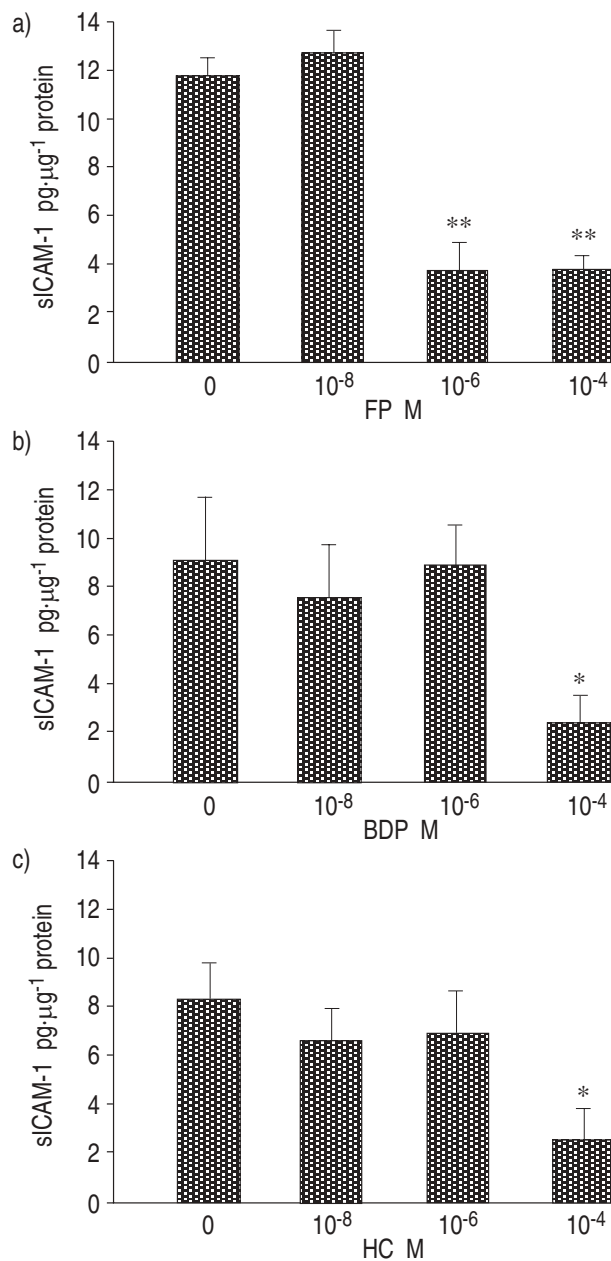 a)
sICAM-1 pg·µg⁻¹ protein
14
12
10
8
6
4
2
0
**
**
0 10⁻⁸ 10⁻⁶ 10⁻⁴
FP M
b)
sICAM-1 pg·µg⁻¹ protein
14
12
10
8
6
4
2
0
*
0 10⁻⁸ 10⁻⁶ 10⁻⁴
BDP M
c)
sICAM-1 pg·µg⁻¹ protein
14
12
10
8
6
4
2
0
*
0 10⁻⁸ 10⁻⁶ 10⁻⁴
HC M